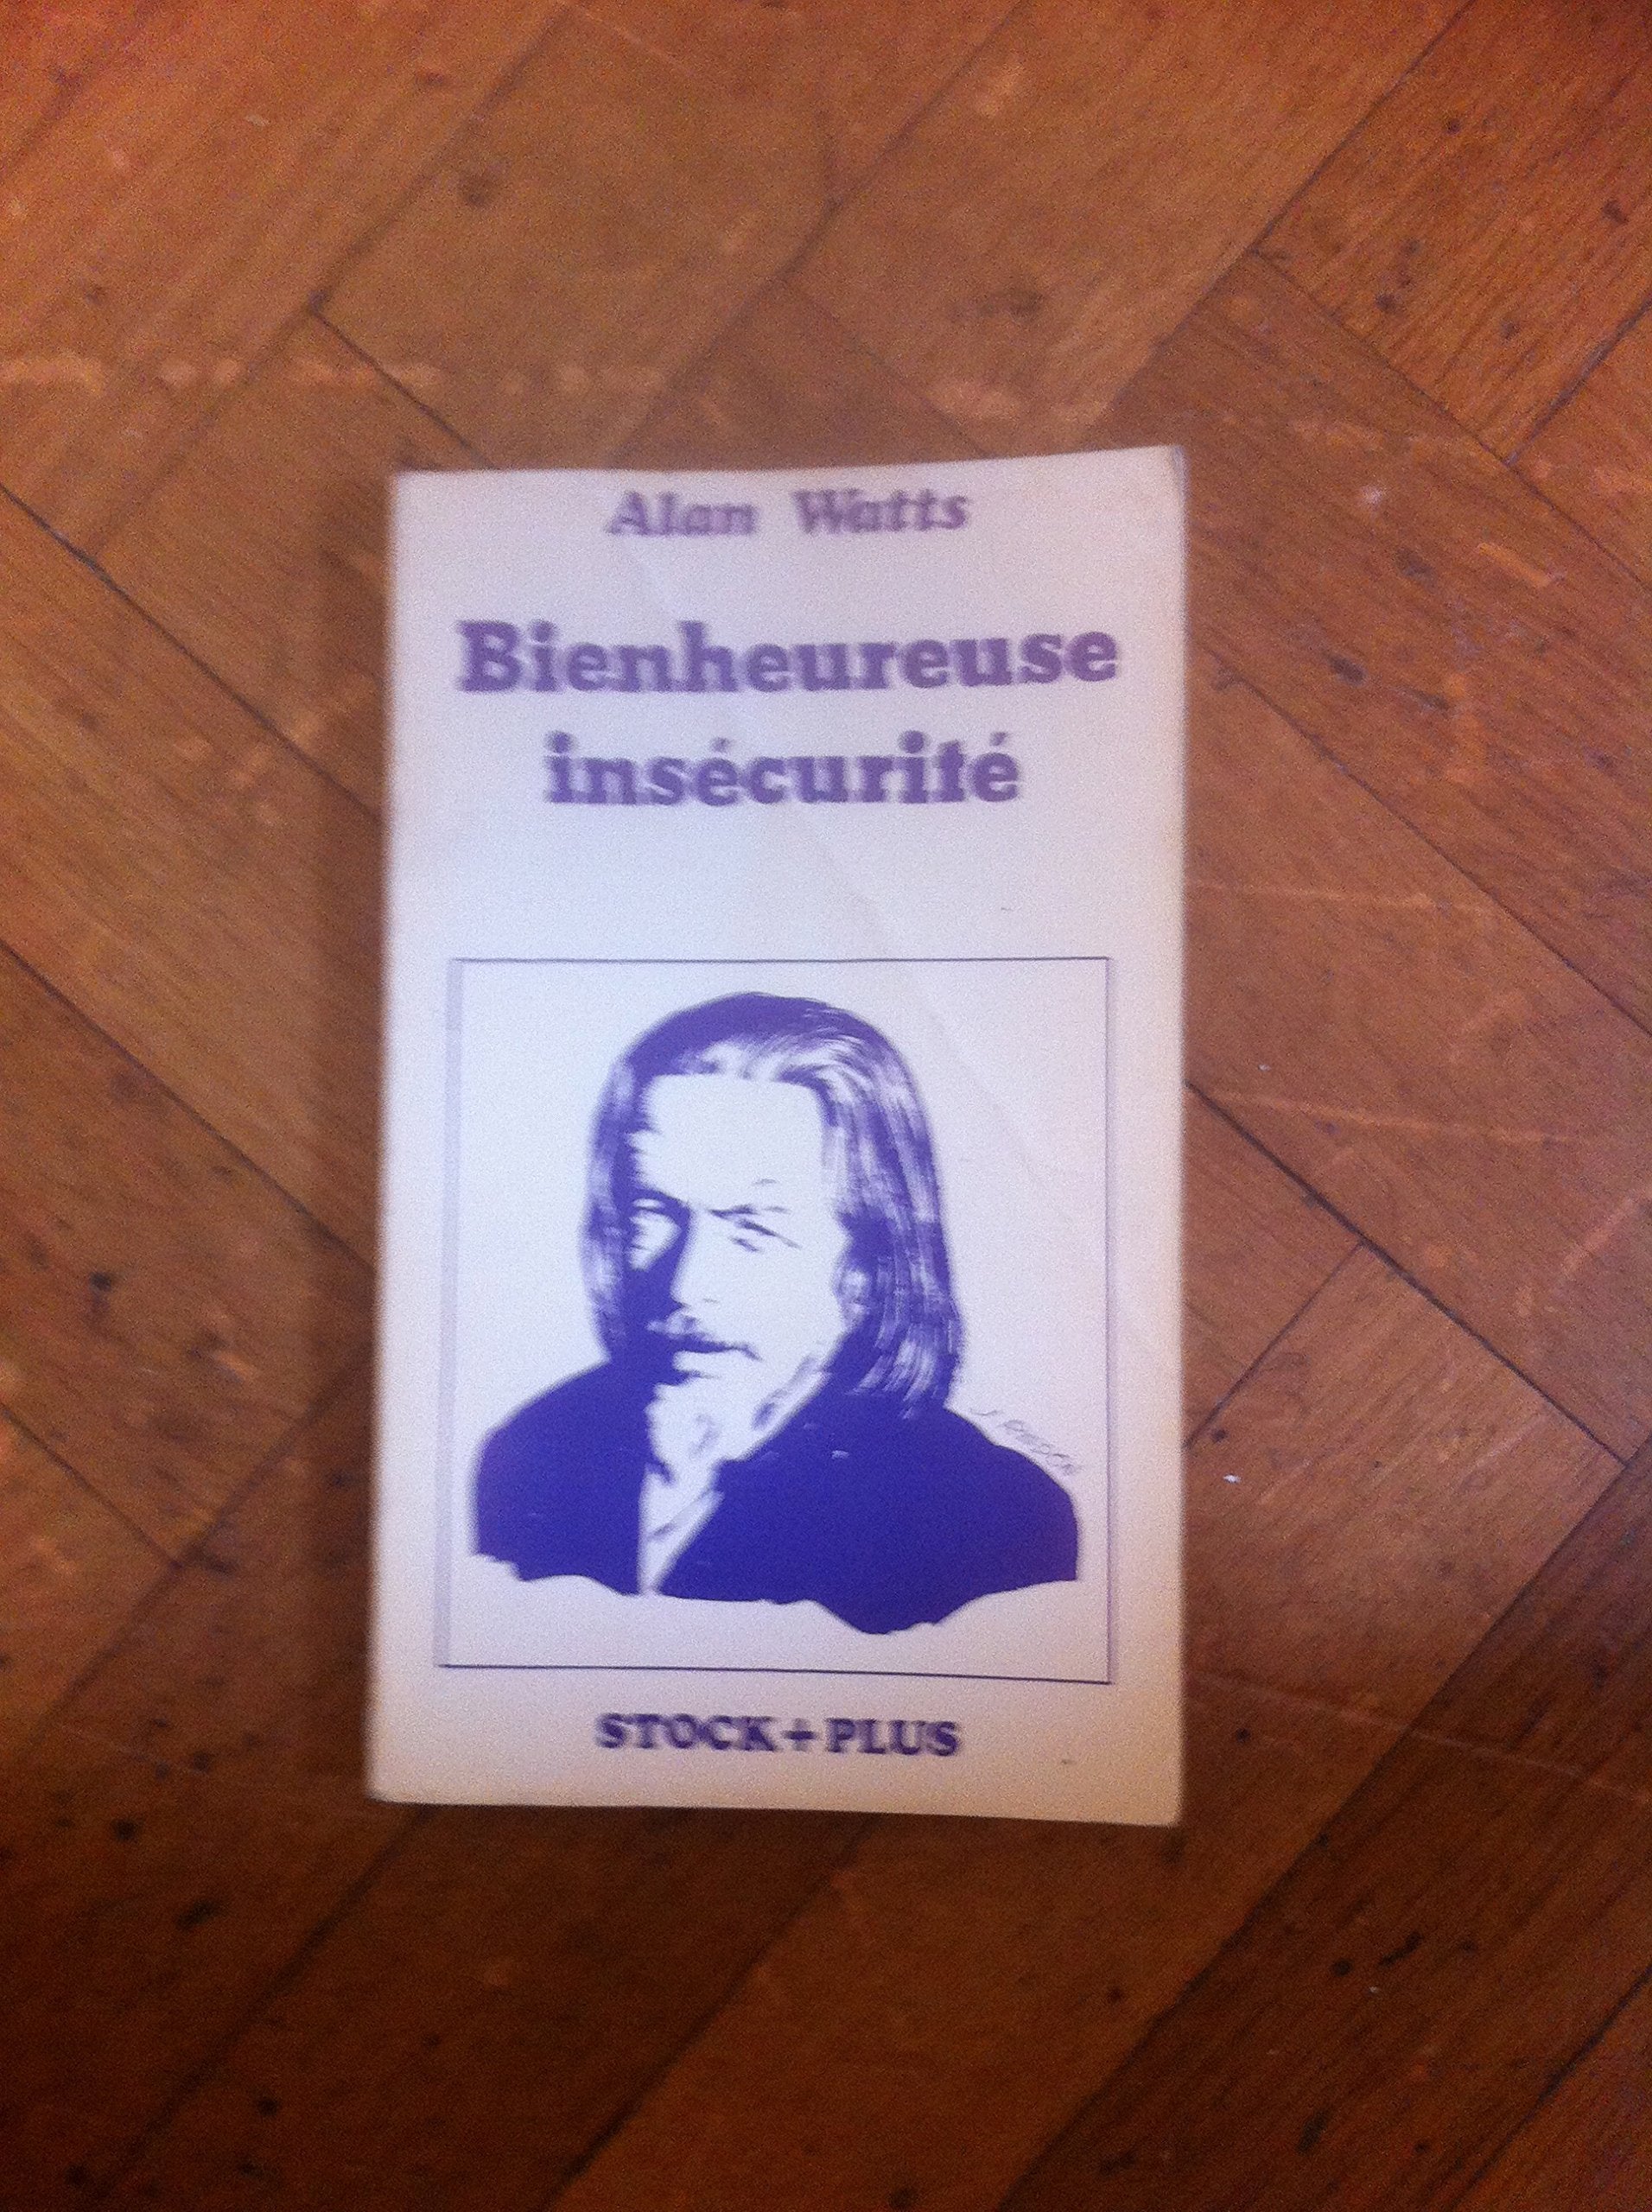 Alan Watts
Bienheureuse
insécurité
STOCK+PLUS